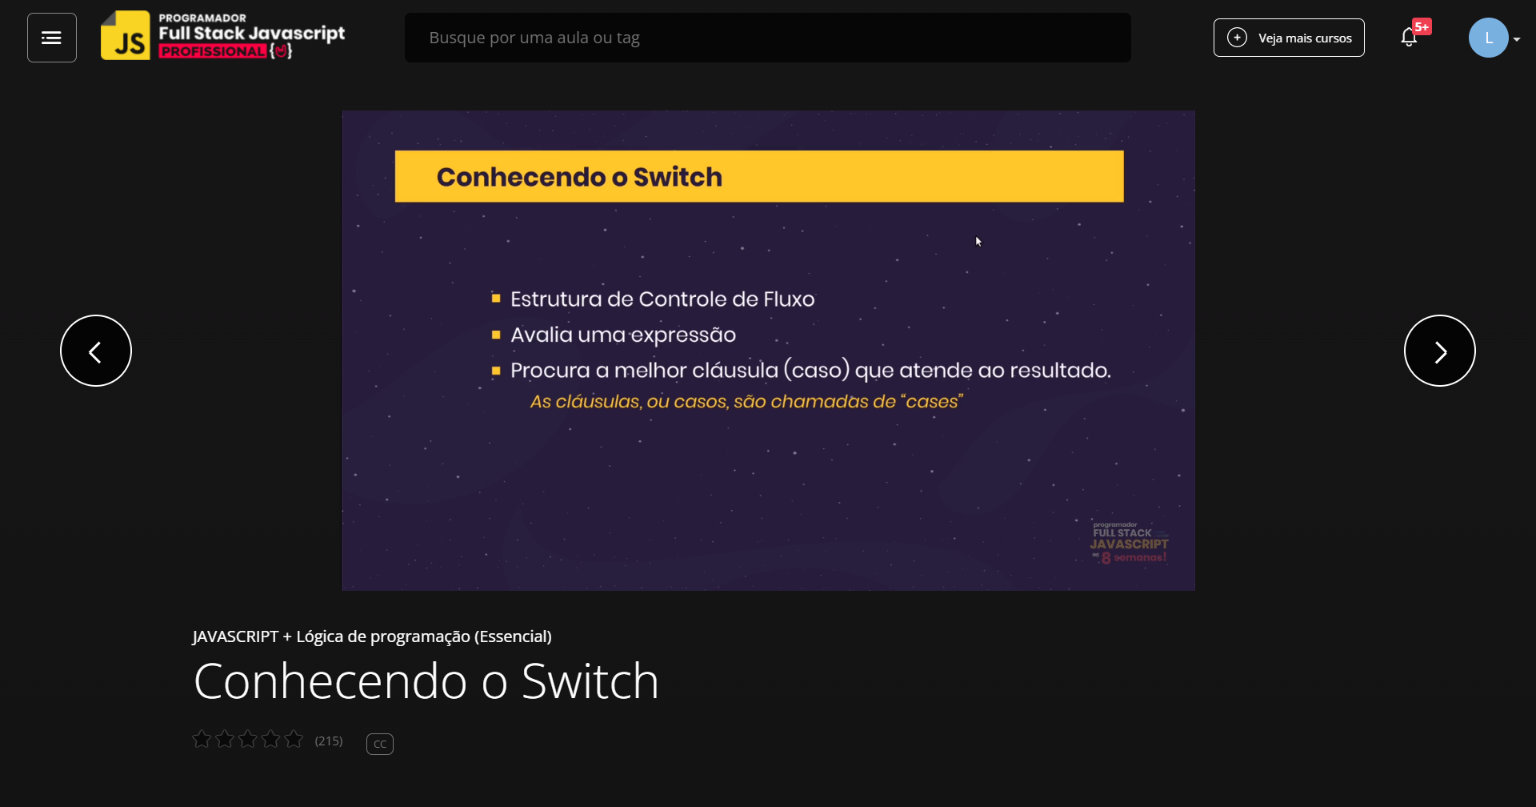 JS
PROGRAMADOR
Full Stack Javascript
PROFISSIONAL
Busque por uma aula ou tag
Veja mais cursos
5+
L
Conhecendo o Switch
Estrutura de Controle de Fluxo
Avalia uma expressão
Procura a melhor cláusula (caso) que atende ao resultado.
As cláusulas, ou casos, são chamadas de “cases”
programador
FULL STACK
JAVASCRIPT
8 semanas!
JAVASCRIPT + Lógica de programação (Essencial)
Conhecendo o Switch
(215)
CC